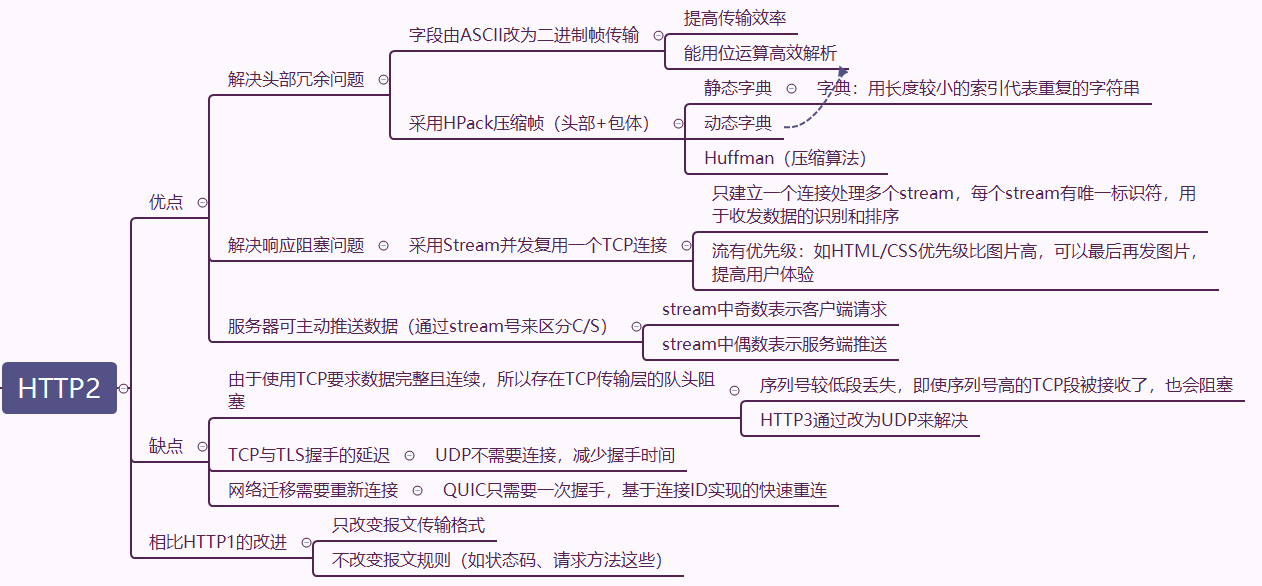 HTTP2
优点
解决头部冗余问题
字段由ASCII改为二进制帧传输
提高传输效率
能用位运算高效解析
采用HPack压缩帧（头部+包体）
静态字典
字典：用长度较小的索引代表重复的字符串
动态字典
Huffman（压缩算法）
解决响应阻塞问题
采用Stream并发复用一个TCP连接
只建立一个连接处理多个stream，每个stream有唯一标识符，用
于收发数据的识别和排序
流有优先级：如HTML/CSS优先级比图片高，可以最后再发图片，
提高用户体验
服务器可主动推送数据（通过stream号来区分C/S）
stream中奇数表示客户端请求
stream中偶数表示服务端推送
缺点
由于使用TCP要求数据完整且连续，所以存在TCP传输层的队头阻
塞
序列号较低段丢失，即使序列号高的TCP段被接收了，也会阻塞
HTTP3通过改为UDP来解决
TCP与TLS握手的延迟
UDP不需要连接，减少握手时间
网络迁移需要重新连接
QUIC只需要一次握手，基于连接ID实现的快速重连
相比HTTP1的改进
只改变报文传输格式
不改变报文规则（如状态码、请求方法这些）